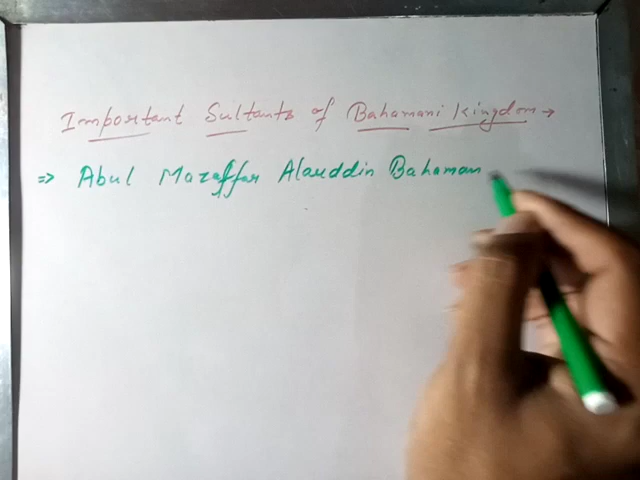 Important Sultants of Bahamani Kingdom →
⇒ Abul Mozaffar Alauddin Bahaman